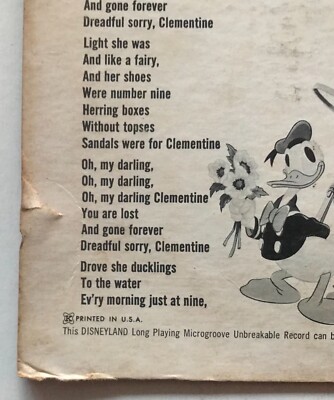 And gone forever
Dreadful sorry, Clementine
Light she was
And like a fairy,
And her shoes
Were number nine
Herring boxes
Without topses
Sandals were for Clementine
Oh, my darling,
Oh, my darling,
Oh, my darling Clementine
You are lost
And gone forever
Dreadful sorry, Clementine
Drove she ducklings
To the water
Ev'ry morning just at nine,
PRINTED IN U.S.A.
This DISNEYLAND Long Playing Microgroove Unbreakable Record can b